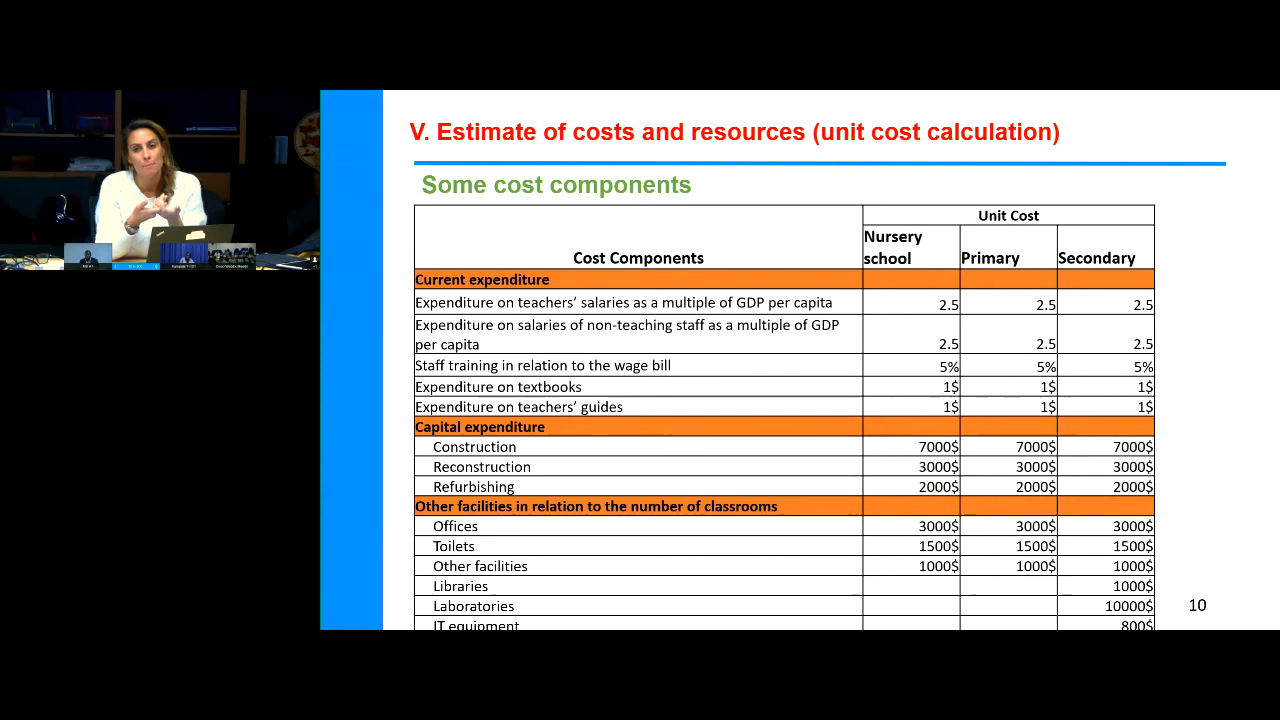 V. Estimate of costs and resources (unit cost calculation)
Some cost components
Unit Cost
Cost Components
Nursery
school
Primary
Secondary
Current expenditure
Expenditure on teachers’ salaries as a multiple of GDP per capita 2.5 2.5 2.5
Expenditure on salaries of non-teaching staff as a multiple of GDP
per capita 2.5 2.5 2.5
Staff training in relation to the wage bill 5% 5% 5%
Expenditure on textbooks 1$ 1$ 1$
Expenditure on teachers’ guides 1$ 1$ 1$
Capital expenditure
Construction 7000$ 7000$ 7000$
Reconstruction 3000$ 3000$ 3000$
Refurbishing 2000$ 2000$ 2000$
Other facilities in relation to the number of classrooms
Offices 3000$ 3000$ 3000$
Toilets 1500$ 1500$ 1500$
Other facilities 1000$ 1000$ 1000$
Libraries 1000$
Laboratories 10000$
IT equipment 800$
10